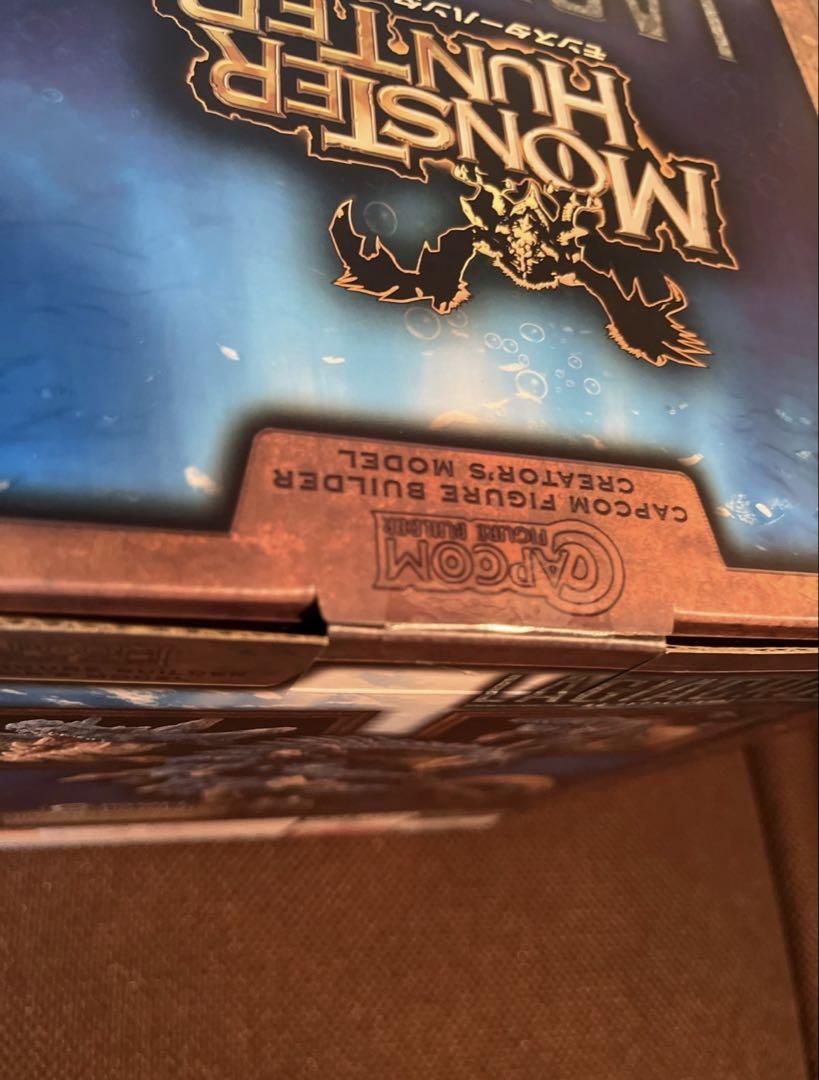 MONSTER
HUNTER
モンスターハンター
CAPCOM FIGURE BUILDER
CREATOR'S MODEL
CAPCOM
FIGURE BUILDER